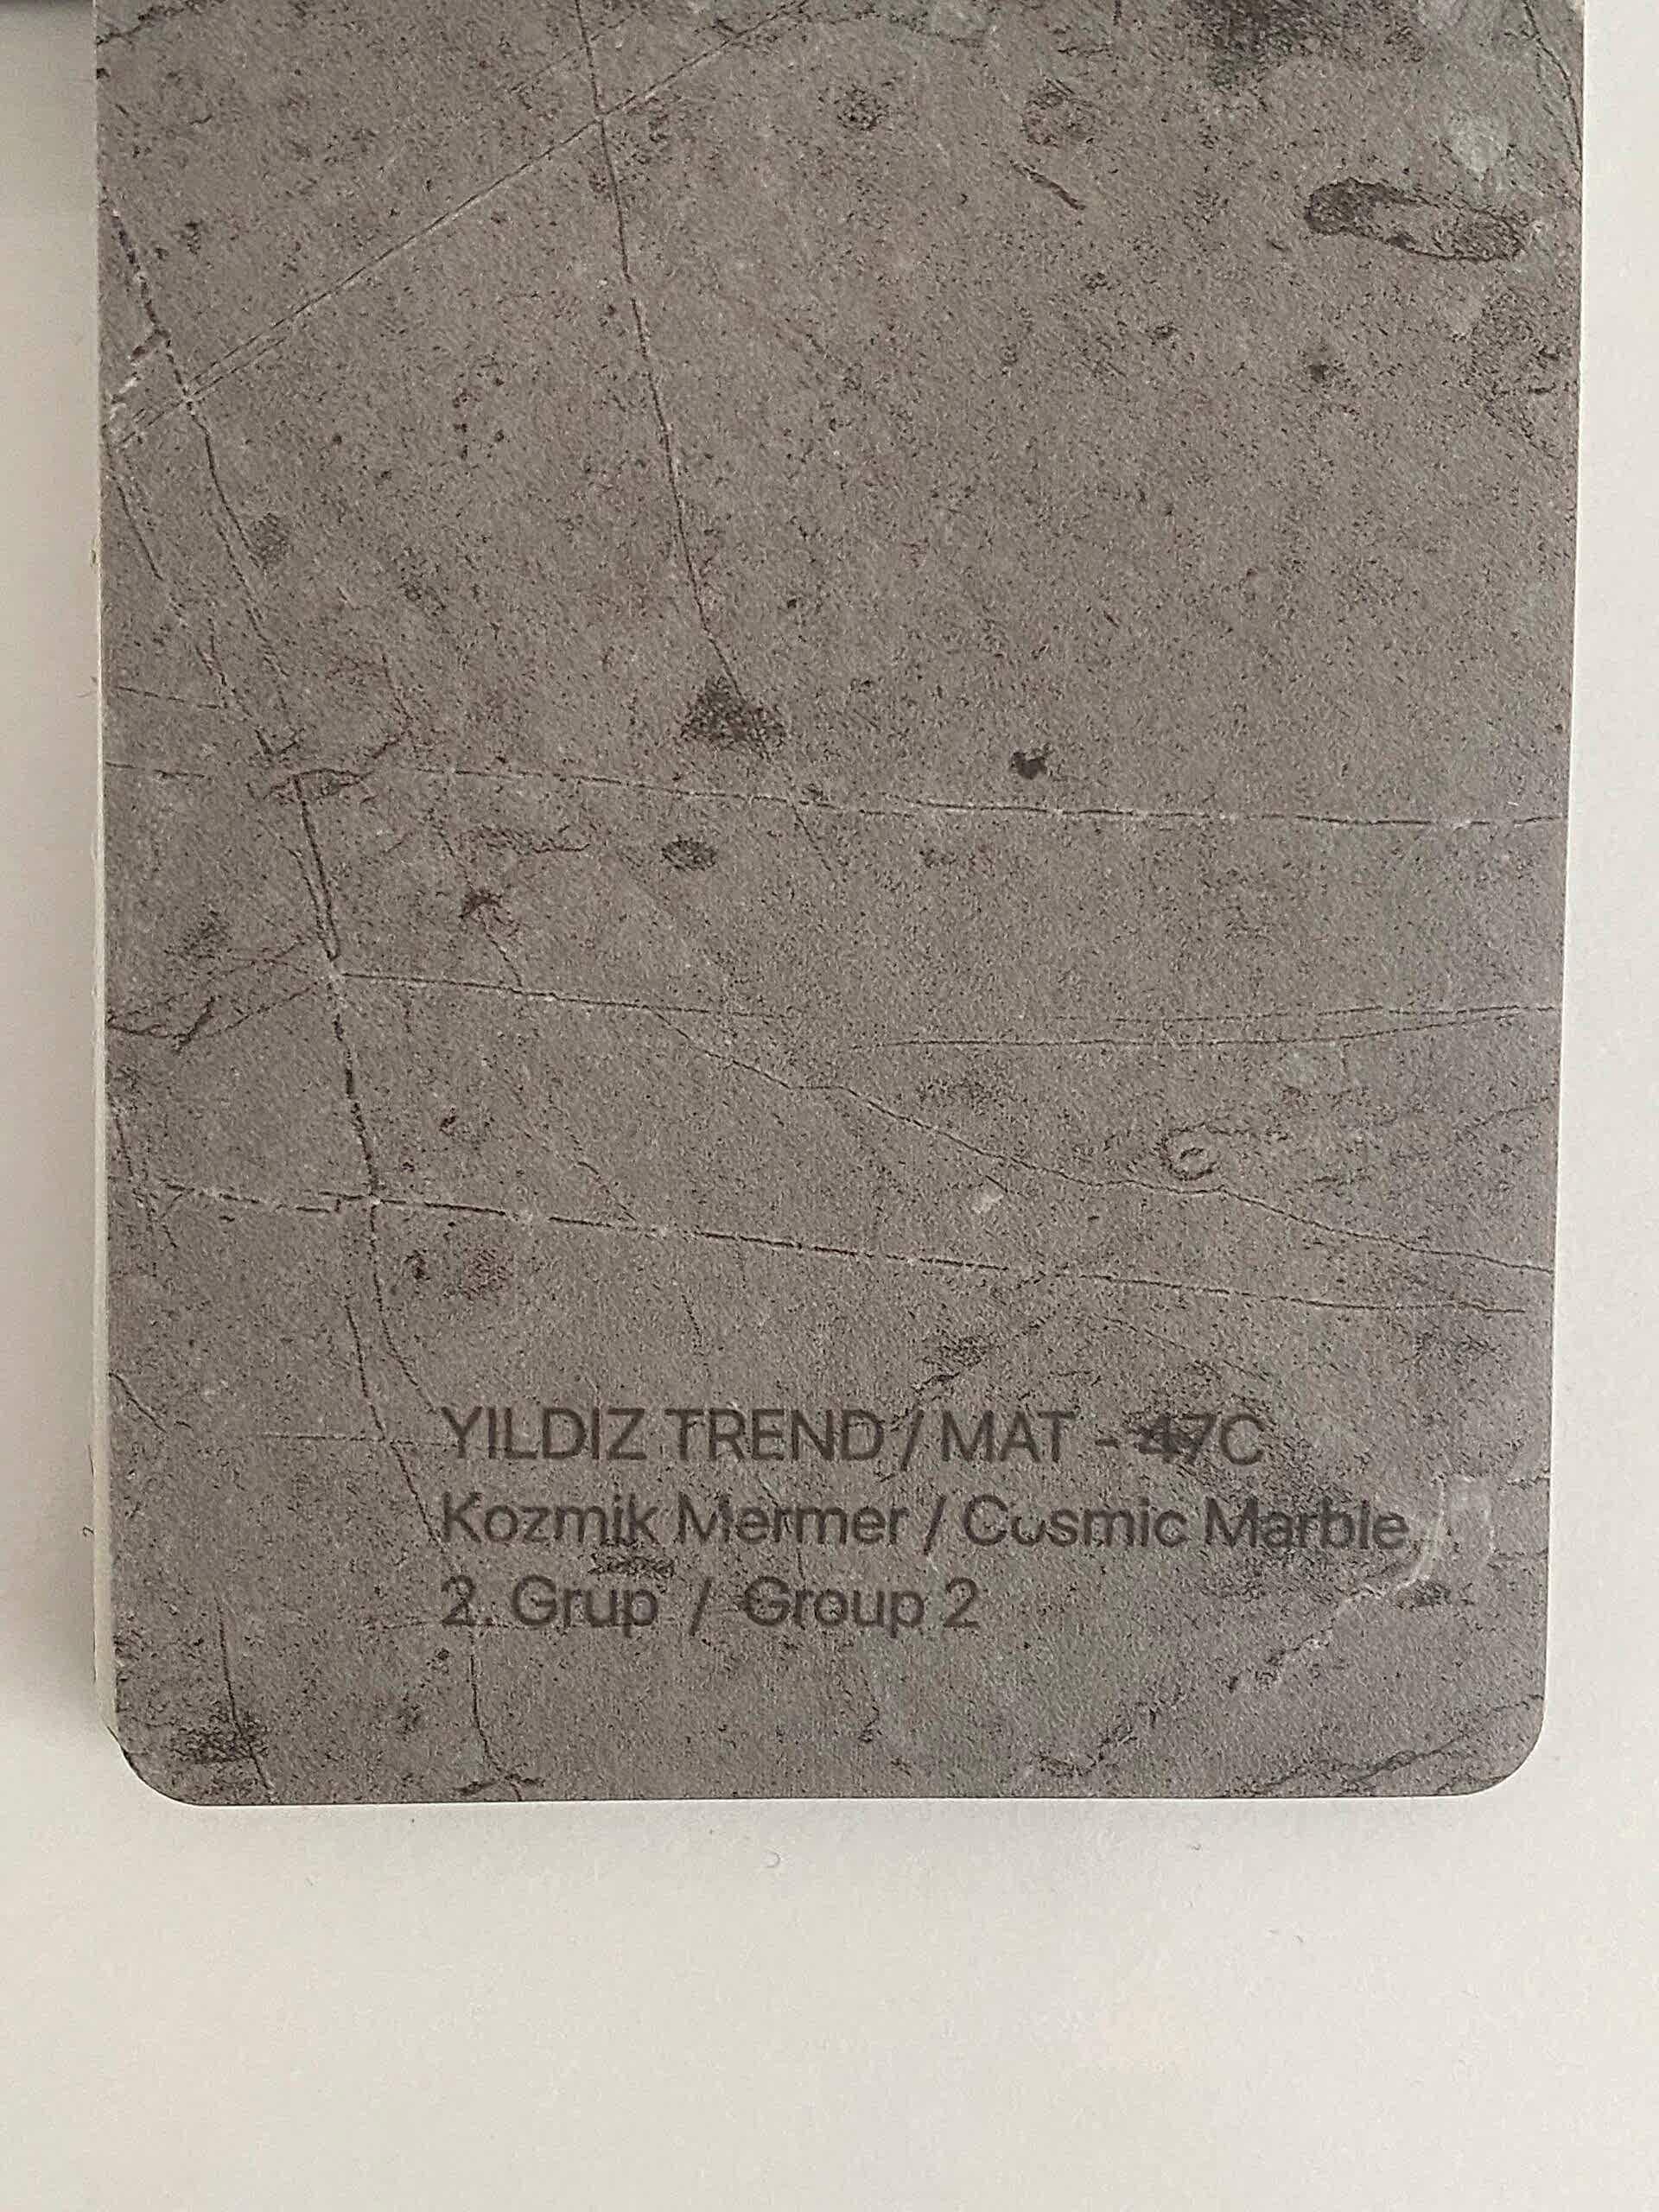 YILDIZ TREND / MAT - 47C
Kozmik Mermer / Cosmic Marble
2. Grup / Group 2